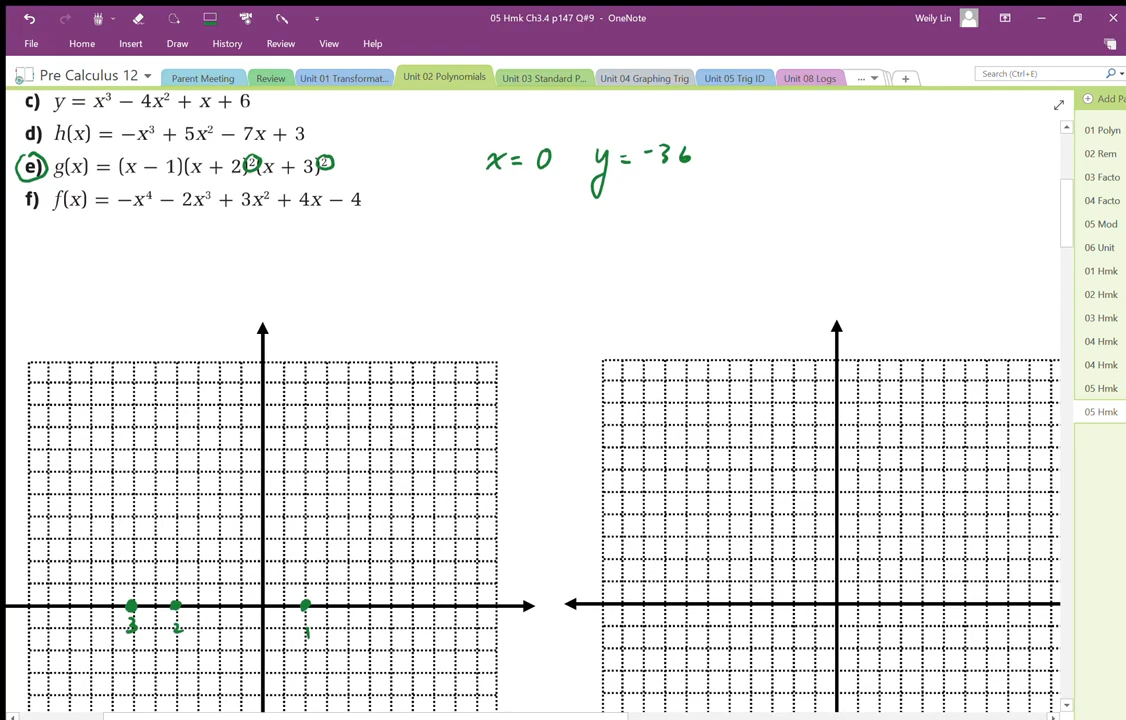 05 Hmk Ch3.4 p147 Q#9 - OneNote
Weily Lin
File Home Insert Draw History Review View Help
Pre Calculus 12
Parent Meeting
Review
Unit 01 Transformat...
Unit 02 Polynomials
Unit 03 Standard P...
Unit 04 Graphing Trig
Unit 05 Trig ID
Unit 08 Logs
...
+
Search (Ctrl+E)
Add Pa
c) y = x³ − 4x² + x + 6
d) h(x) = −x³ + 5x² − 7x + 3
e) g(x) = (x − 1)(x + 2)²(x + 3)²
x = 0 y = -36
f) f(x) = −x⁴ − 2x³ + 3x² + 4x − 4
3 2 1
01 Polyn
02 Rem
03 Facto
04 Facto
05 Mod
06 Unit
01 Hmk
02 Hmk
03 Hmk
04 Hmk
04 Hmk
05 Hmk
05 Hmk